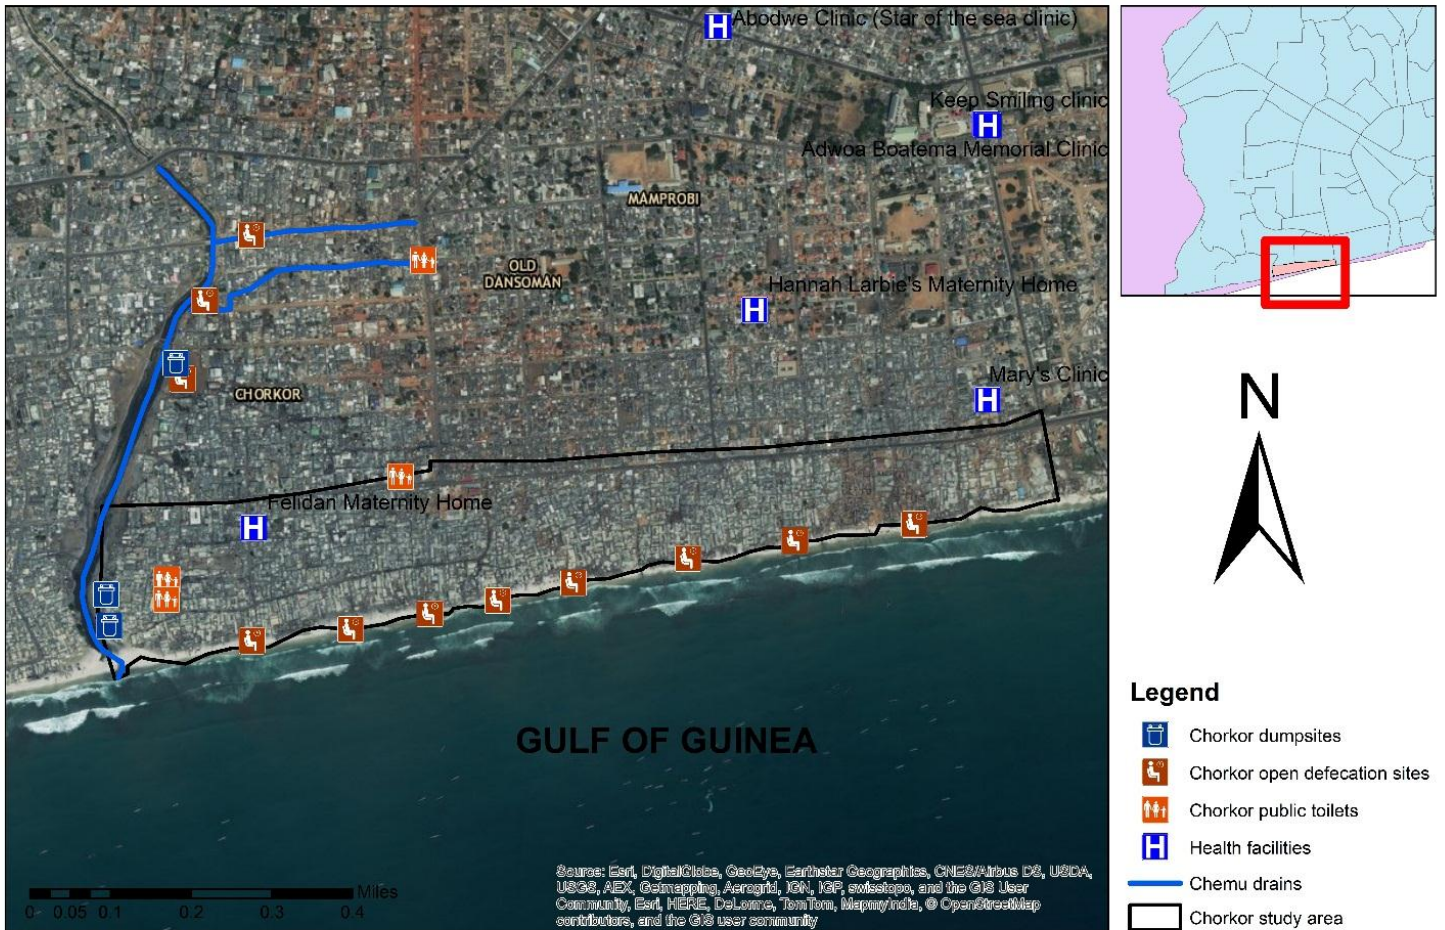 Abodwe Clinic (Star of the sea clinic)
H
Keep Smiling clinic
H
Adwoa Boatema Memorial Clinic
MAMPROBI
OLD
DANSOMAN
Hannah Larbie's Maternity Home
H
Mary's Clinic
H
CHORKOR
Felidan Maternity Home
H
GULF OF GUINEA
Source: Esri, DigitalGlobe, GeoEye, Earthstar Geographics, CNES/Airbus DS, USDA,
USGS, AEX, Getmapping, Aerogrid, IGN, IGP, swisstopo, and the GIS User
Community, Esri, HERE, DeLorme, TomTom, MapmyIndia, © OpenStreetMap
contributors, and the GIS user community
Miles
0 0.05 0.1 0.2 0.3 0.4
N
Legend
Chorkor dumpsites
Chorkor open defecation sites
Chorkor public toilets
H Health facilities
Chemu drains
Chorkor study area